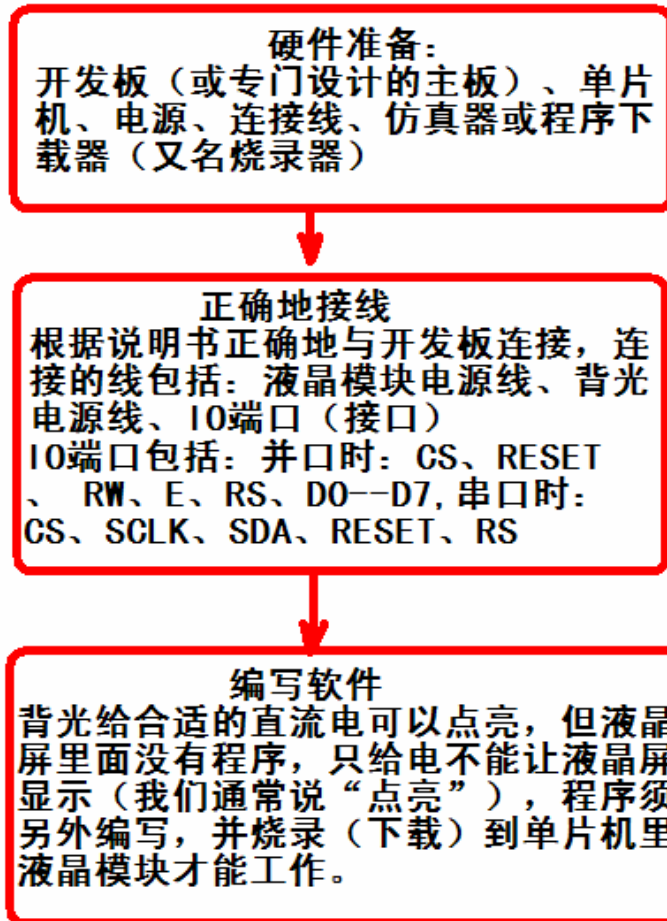 硬件准备：
开发板（或专门设计的主板）、单片
机、电源、连接线、仿真器或程序下
载器（又名烧录器）
正确地接线
根据说明书正确地与开发板连接，连
接的线包括：液晶模块电源线、背光
电源线、IO端口（接口）
IO端口包括：并口时：CS、RESET
、 RW、E、RS、D0--D7,串口时：
CS、SCLK、SDA、RESET、RS
编写软件
背光给合适的直流电可以点亮，但液晶
屏里面没有程序，只给电不能让液晶屏
显示（我们通常说“点亮”），程序须
另外编写，并烧录（下载）到单片机里
液晶模块才能工作。